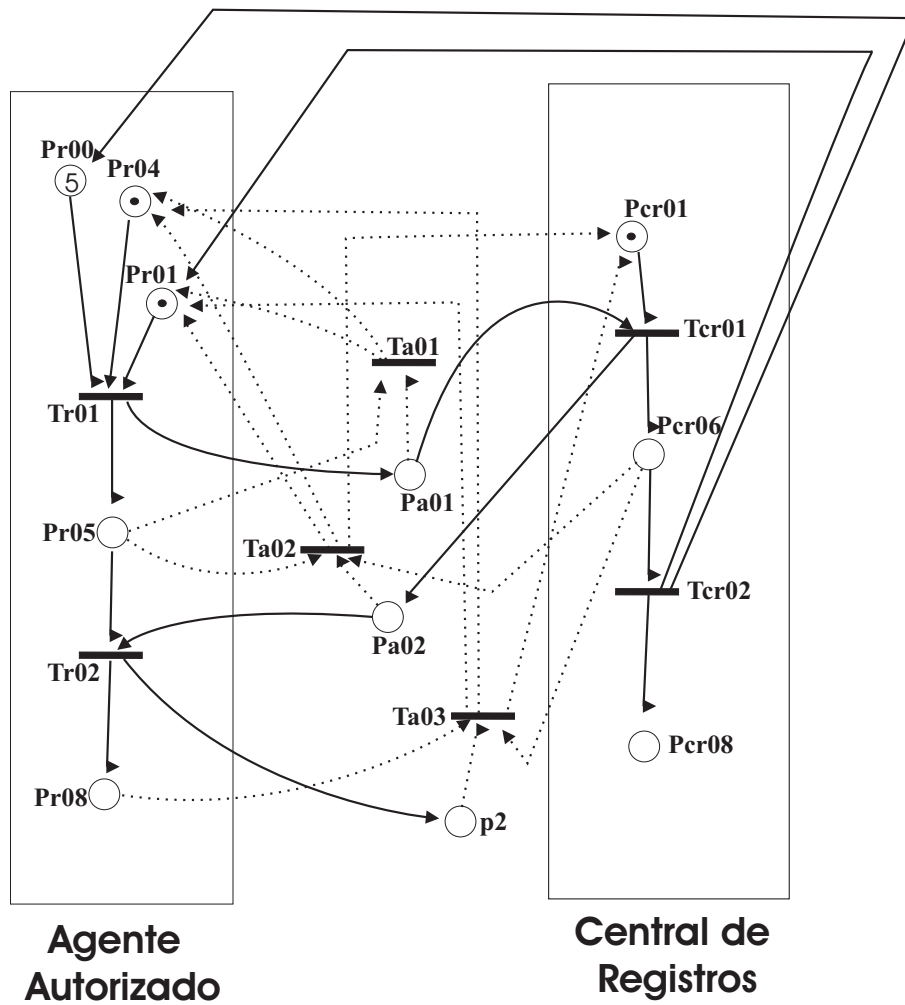 Pr00
5
Pr04
Pcr01
Pr01
Ta01
Tcr01
Tr01
Pcr06
Pa01
Pr05
Ta02
Tcr02
Pa02
Tr02
Ta03
Pcr08
Pr08
p2
Agente
Autorizado
Central de
Registros